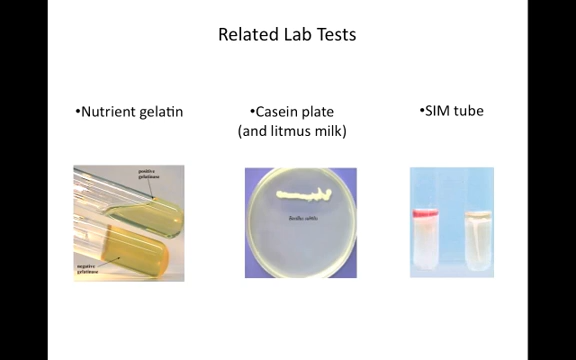 Related Lab Tests
•Nutrient gelatin
•Casein plate
(and litmus milk)
•SIM tube
positive
gelatinase
negative
gelatinase
Bacillus subtilis